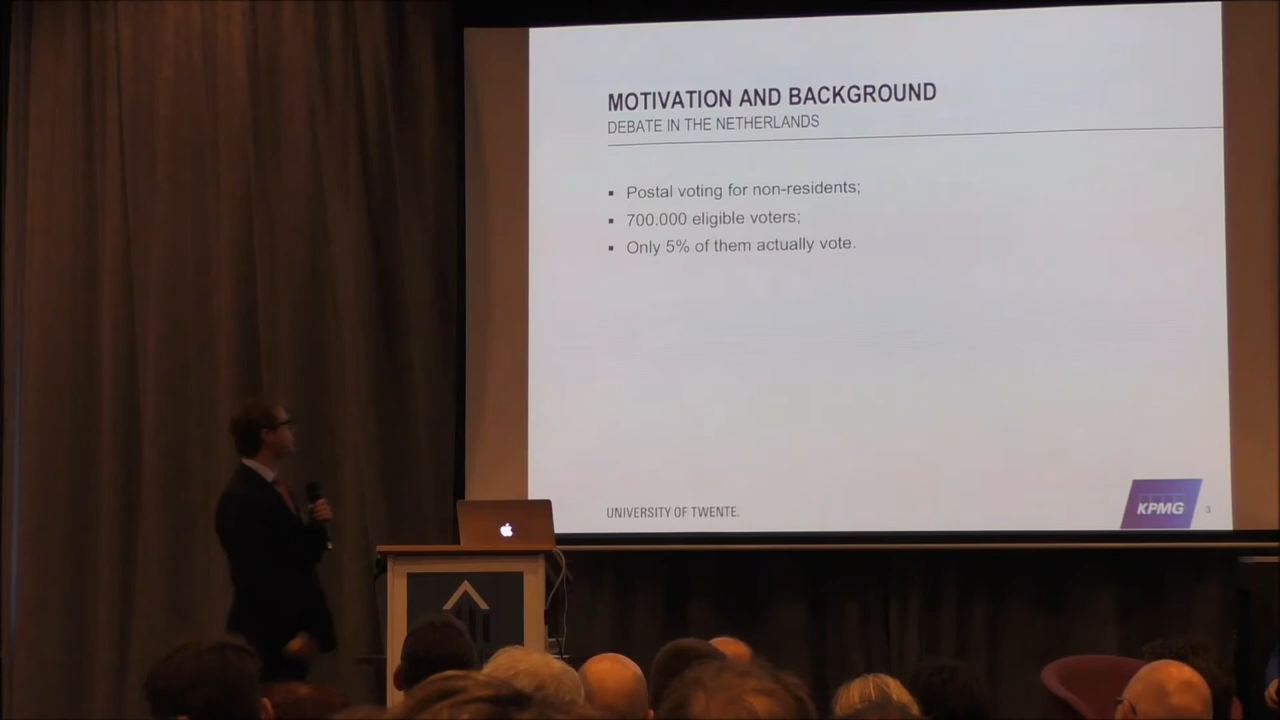 MOTIVATION AND BACKGROUND
DEBATE IN THE NETHERLANDS
▪ Postal voting for non-residents;
▪ 700.000 eligible voters;
▪ Only 5% of them actually vote.
UNIVERSITY OF TWENTE.
KPMG
3